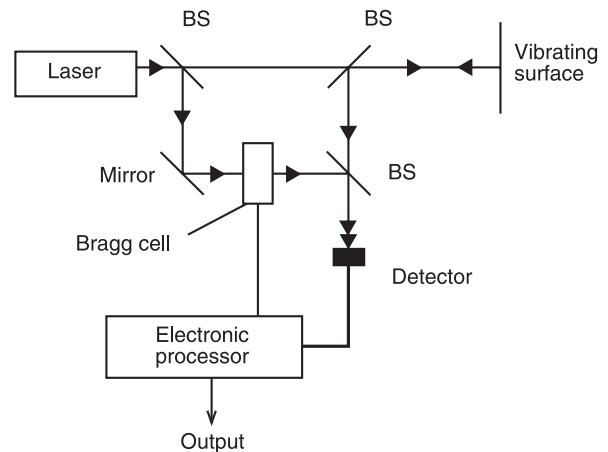 BS
BS
Laser
Vibrating
surface
Mirror
BS
Bragg cell
Detector
Electronic
processor
Output